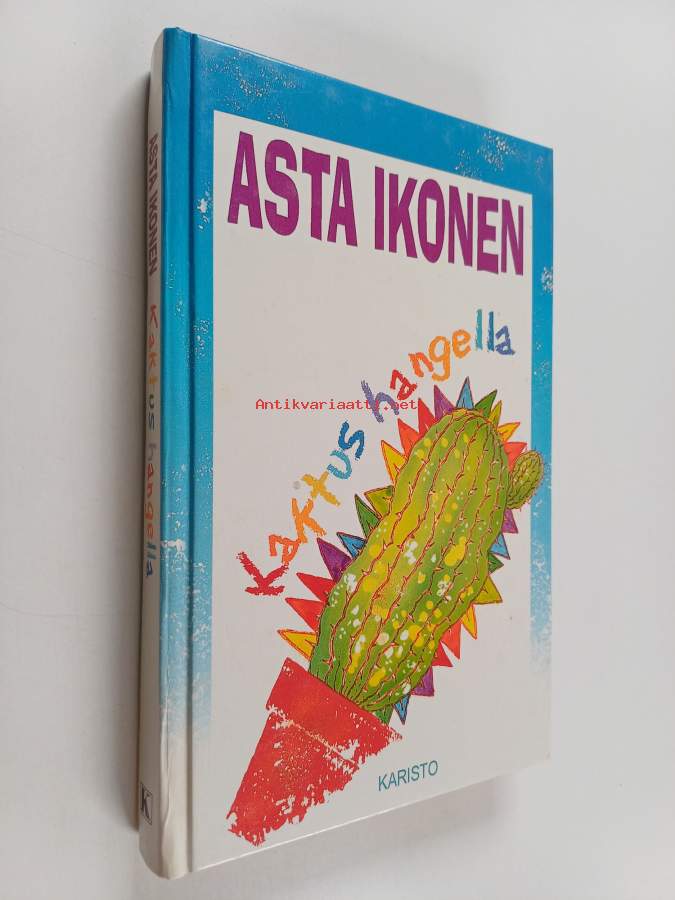 ASTA IKONEN
Kaktus hangella
Antikvariaatti.net
KARISTO
ASTA IKONEN Kaktus hangella
K